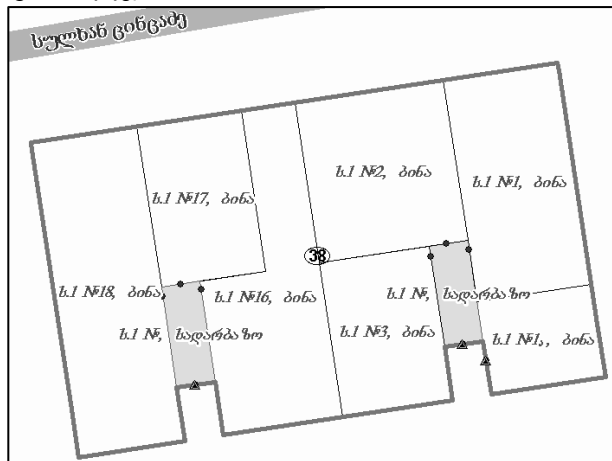 სულხან ცინცაძე
ს.1 №2, ბინა
ს.1 №1, ბინა
ს.1 №17, ბინა
38
ს.1 №18, ბინა
ს.1 №16, ბინა
ს.1 №, სადარბაზო
ს.1 №, სადარბაზო
ს.1 №3, ბინა
ს.1 №1,, ბინა